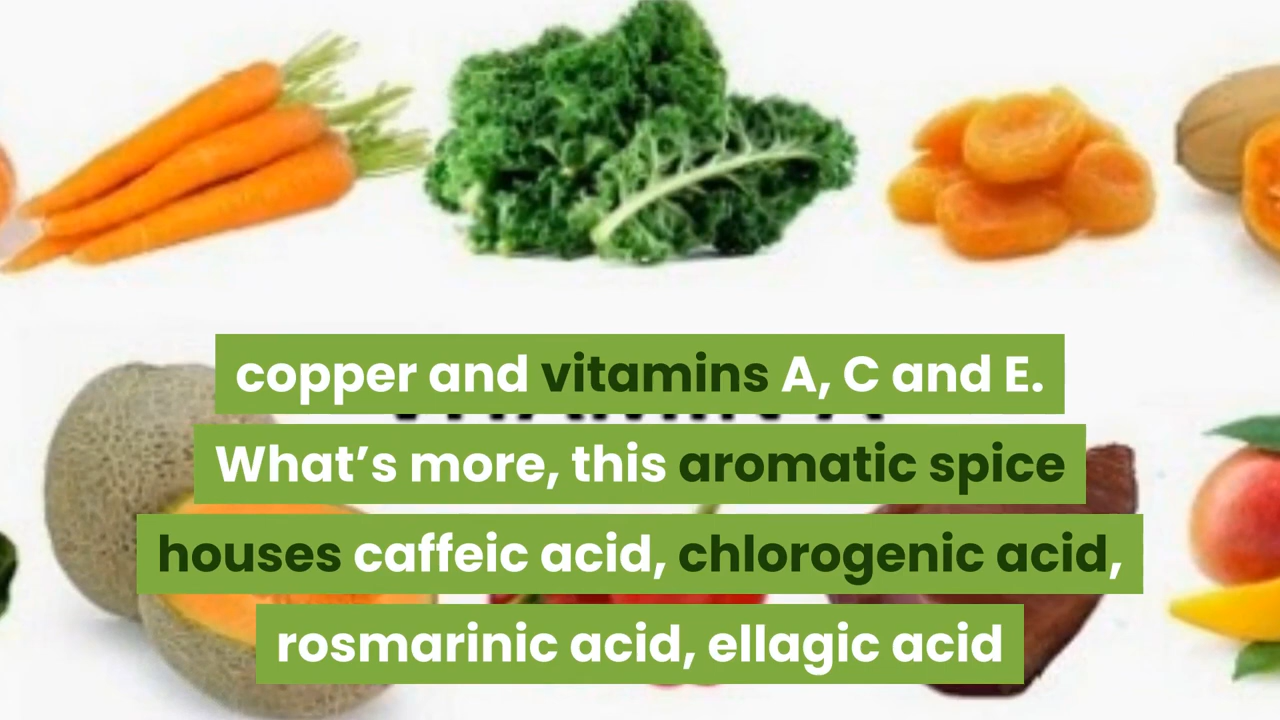 copper and vitamins A, C and E.
What’s more, this aromatic spice
houses caffeic acid, chlorogenic acid,
rosmarinic acid, ellagic acid